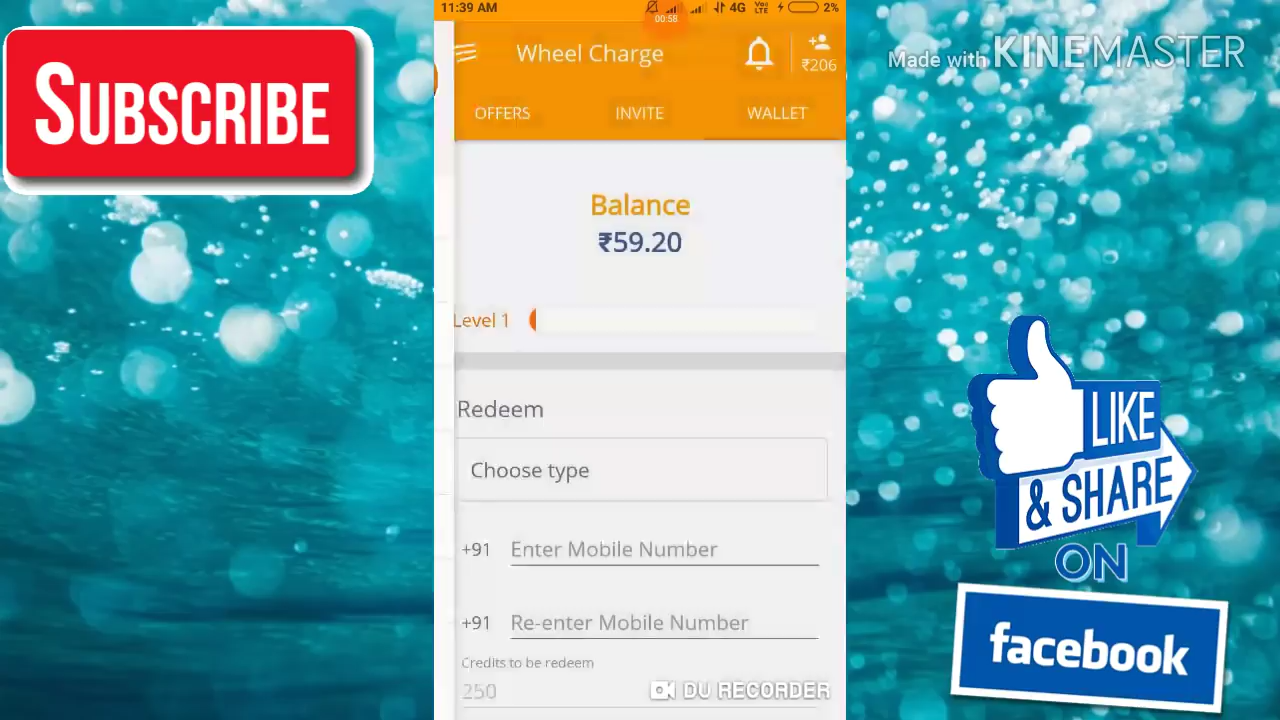 11:39 AM 4G Vo LTE 2%
00:58
SUBSCRIBE
Made with KINEMASTER
Wheel Charge
₹206
OFFERS INVITE WALLET
Balance
₹59.20
Level 1
Redeem
Choose type
+91 Enter Mobile Number
+91 Re-enter Mobile Number
Credits to be redeem
250
DU RECORDER
LIKE
& SHARE
ON
facebook